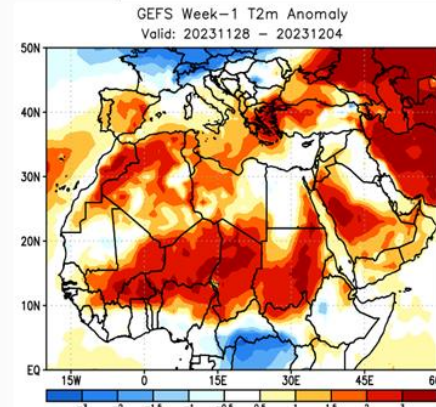 GEFS Week-1 T2m Anomaly
Valid: 20231128 - 20231204
50N
40N
30N
20N
10N
EQ
15W 0 15E 30E 45E